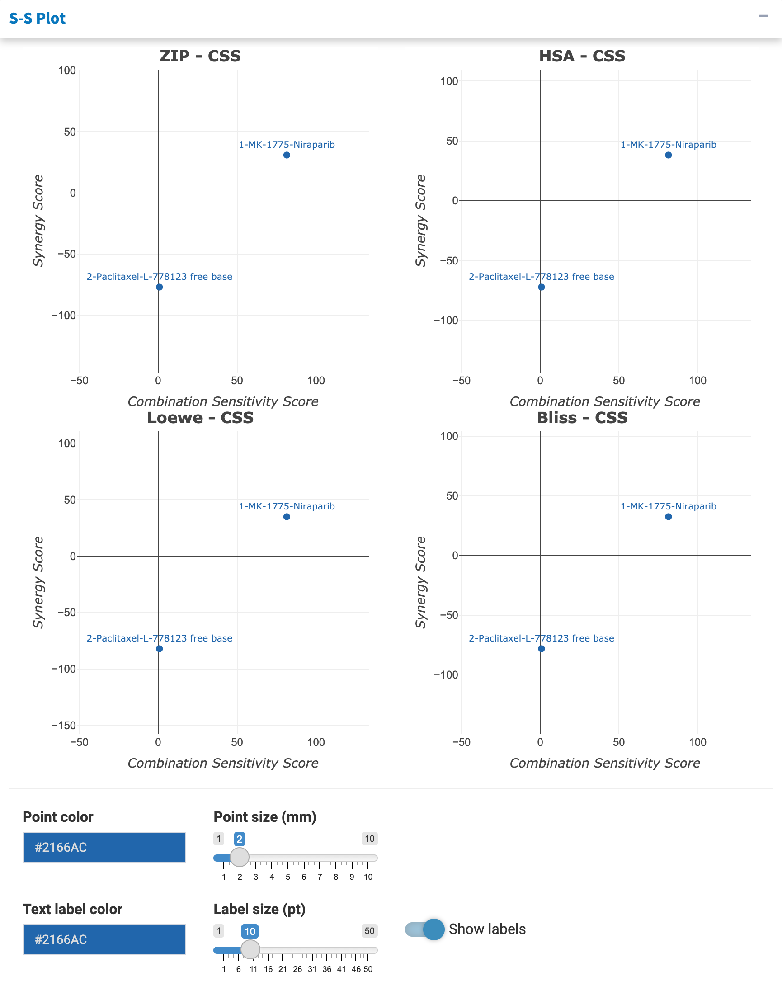 S-S Plot
ZIP - CSS
100
50
0
−50
−100
Synergy Score
1-MK-1775-Niraparib
2-Paclitaxel-L-778123 free base
−50 0 50 100
Combination Sensitivity Score
HSA - CSS
100
50
0
−50
−100
Synergy Score
1-MK-1775-Niraparib
2-Paclitaxel-L-778123 free base
−50 0 50 100
Combination Sensitivity Score
Loewe - CSS
100
50
0
−50
−100
−150
Synergy Score
1-MK-1775-Niraparib
2-Paclitaxel-L-778123 free base
−50 0 50 100
Combination Sensitivity Score
Bliss - CSS
100
50
0
−50
−100
Synergy Score
1-MK-1775-Niraparib
2-Paclitaxel-L-778123 free base
−50 0 50 100
Combination Sensitivity Score
Point color
#2166AC
Point size (mm)
1 2 10
1 2 3 4 5 6 7 8 9 10
Text label color
#2166AC
Label size (pt)
1 10 50
1 6 11 16 21 26 31 36 41 46 50
Show labels